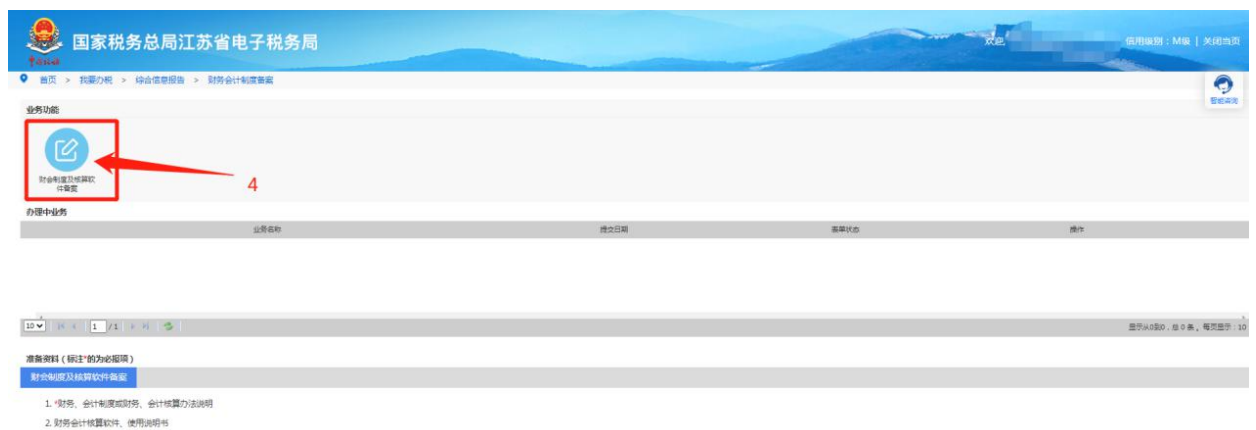 国家税务总局江苏省电子税务局
欢迎,
信用级别：M级 | 关闭当页
首页 > 我要办税 > 综合信息报告 > 财务会计制度备案
智能咨询
业务功能
财会制度及核算软
件备案
4
办理中业务
业务名称 提交日期 表单状态 操作
10 1 /1
显示从0到0，总 0 条，每页显示：10
准备资料（标注*的为必报项）
财会制度及核算软件备案
1. *财务、会计制度或财务、会计核算办法说明
2. 财务会计核算软件、使用说明书